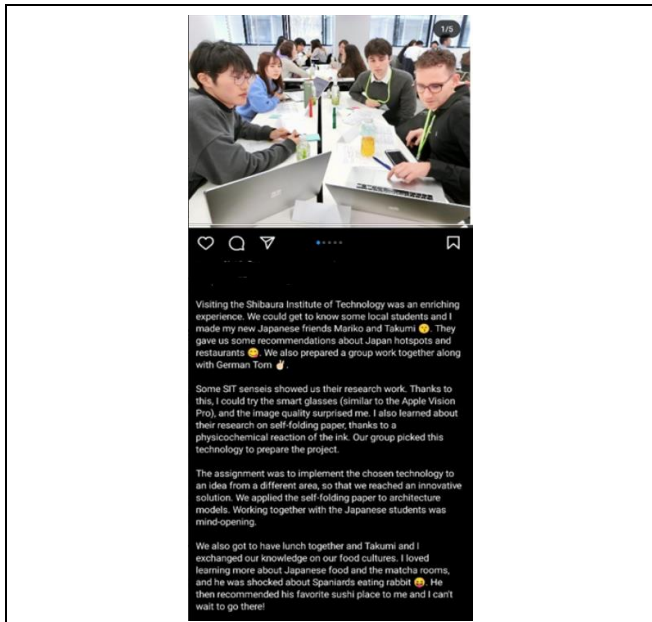 1/5
Visiting the Shibaura Institute of Technology was an enriching
experience. We could get to know some local students and I
made my new Japanese friends Mariko and Takumi 😙. They
gave us some recommendations about Japan hotspots and
restaurants 😋. We also prepared a group work together along
with German Tom ✌🏻.
Some SIT senseis showed us their research work. Thanks to
this, I could try the smart glasses (similar to the Apple Vision
Pro), and the image quality surprised me. I also learned about
their research on self-folding paper, thanks to a
physicochemical reaction of the ink. Our group picked this
technology to prepare the project.
The assignment was to implement the chosen technology to
an idea from a different area, so that we reached an innovative
solution. We applied the self-folding paper to architecture
models. Working together with the Japanese students was
mind-opening.
We also got to have lunch together and Takumi and I
exchanged our knowledge on our food cultures. I loved
learning more about Japanese food and the matcha rooms,
and he was shocked about Spaniards eating rabbit 😝. He
then recommended his favorite sushi place to me and I can't
wait to go there!